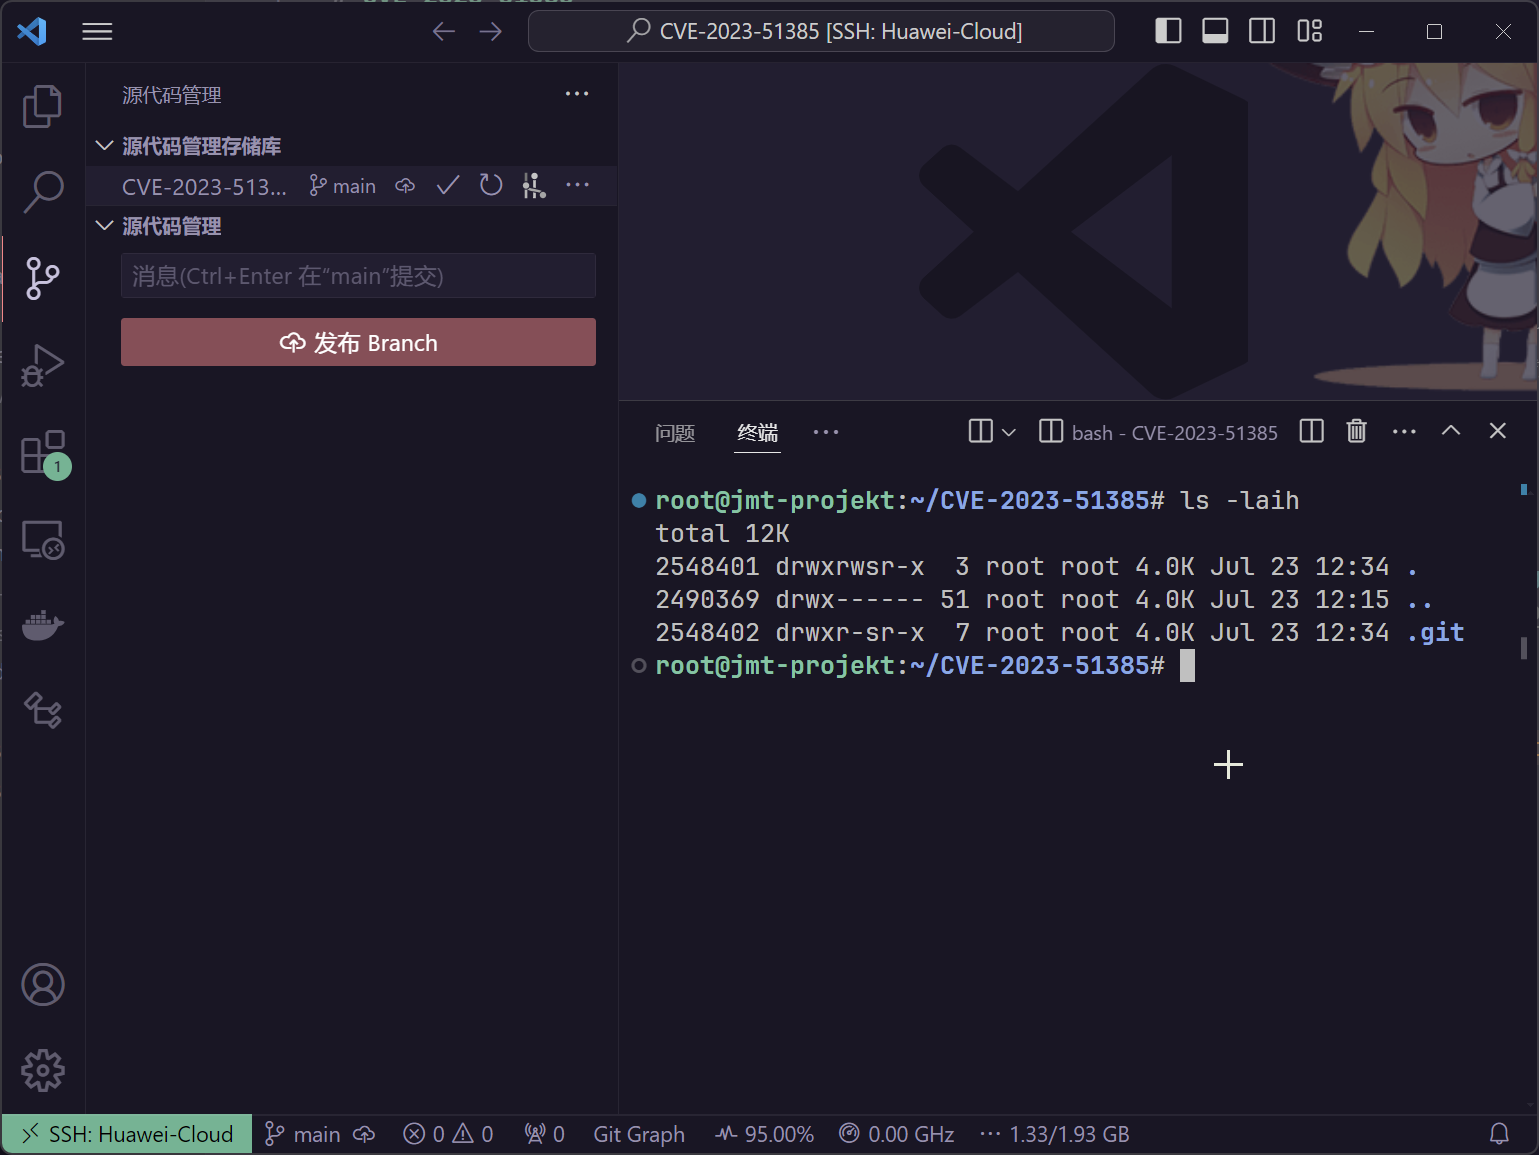 CVE-2023-51385 [SSH: Huawei-Cloud]
源代码管理
源代码管理存储库
CVE-2023-513... main
源代码管理
消息(Ctrl+Enter 在“main”提交)
发布 Branch
1
问题 终端 bash - CVE-2023-51385
root@jmt-projekt:~/CVE-2023-51385# ls -laih
total 12K
2548401 drwxrwsr-x  3 root root 4.0K Jul 23 12:34 .
2490369 drwx------ 51 root root 4.0K Jul 23 12:15 ..
2548402 drwxr-sr-x  7 root root 4.0K Jul 23 12:34 .git
root@jmt-projekt:~/CVE-2023-51385#
SSH: Huawei-Cloud main 0 0 0 Git Graph 95.00% 0.00 GHz 1.33/1.93 GB